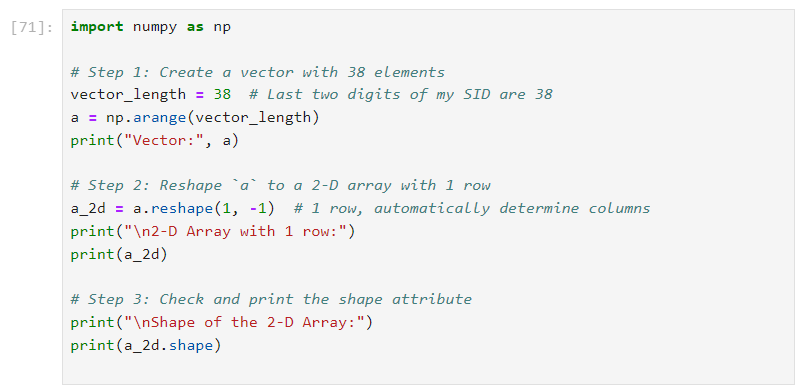 [71]: import numpy as np
# Step 1: Create a vector with 38 elements
vector_length = 38  # Last two digits of my SID are 38
a = np.arange(vector_length)
print("Vector:", a)
# Step 2: Reshape `a` to a 2-D array with 1 row
a_2d = a.reshape(1, -1)  # 1 row, automatically determine columns
print("\n2-D Array with 1 row:")
print(a_2d)
# Step 3: Check and print the shape attribute
print("\nShape of the 2-D Array:")
print(a_2d.shape)